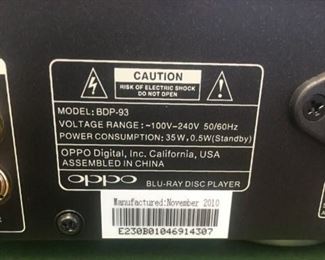 CAUTION
RISK OF ELECTRIC SHOCK
DO NOT OPEN
MODEL: BDP-93
VOLTAGE RANGE: ~100V-240V 50/60Hz
POWER CONSUMPTION: 35W, 0.5W(Standby)
OPPO Digital, Inc. California, USA
ASSEMBLED IN CHINA
oppo
BLU-RAY DISC PLAYER
Manufactured:November 2010
E230B01046914307